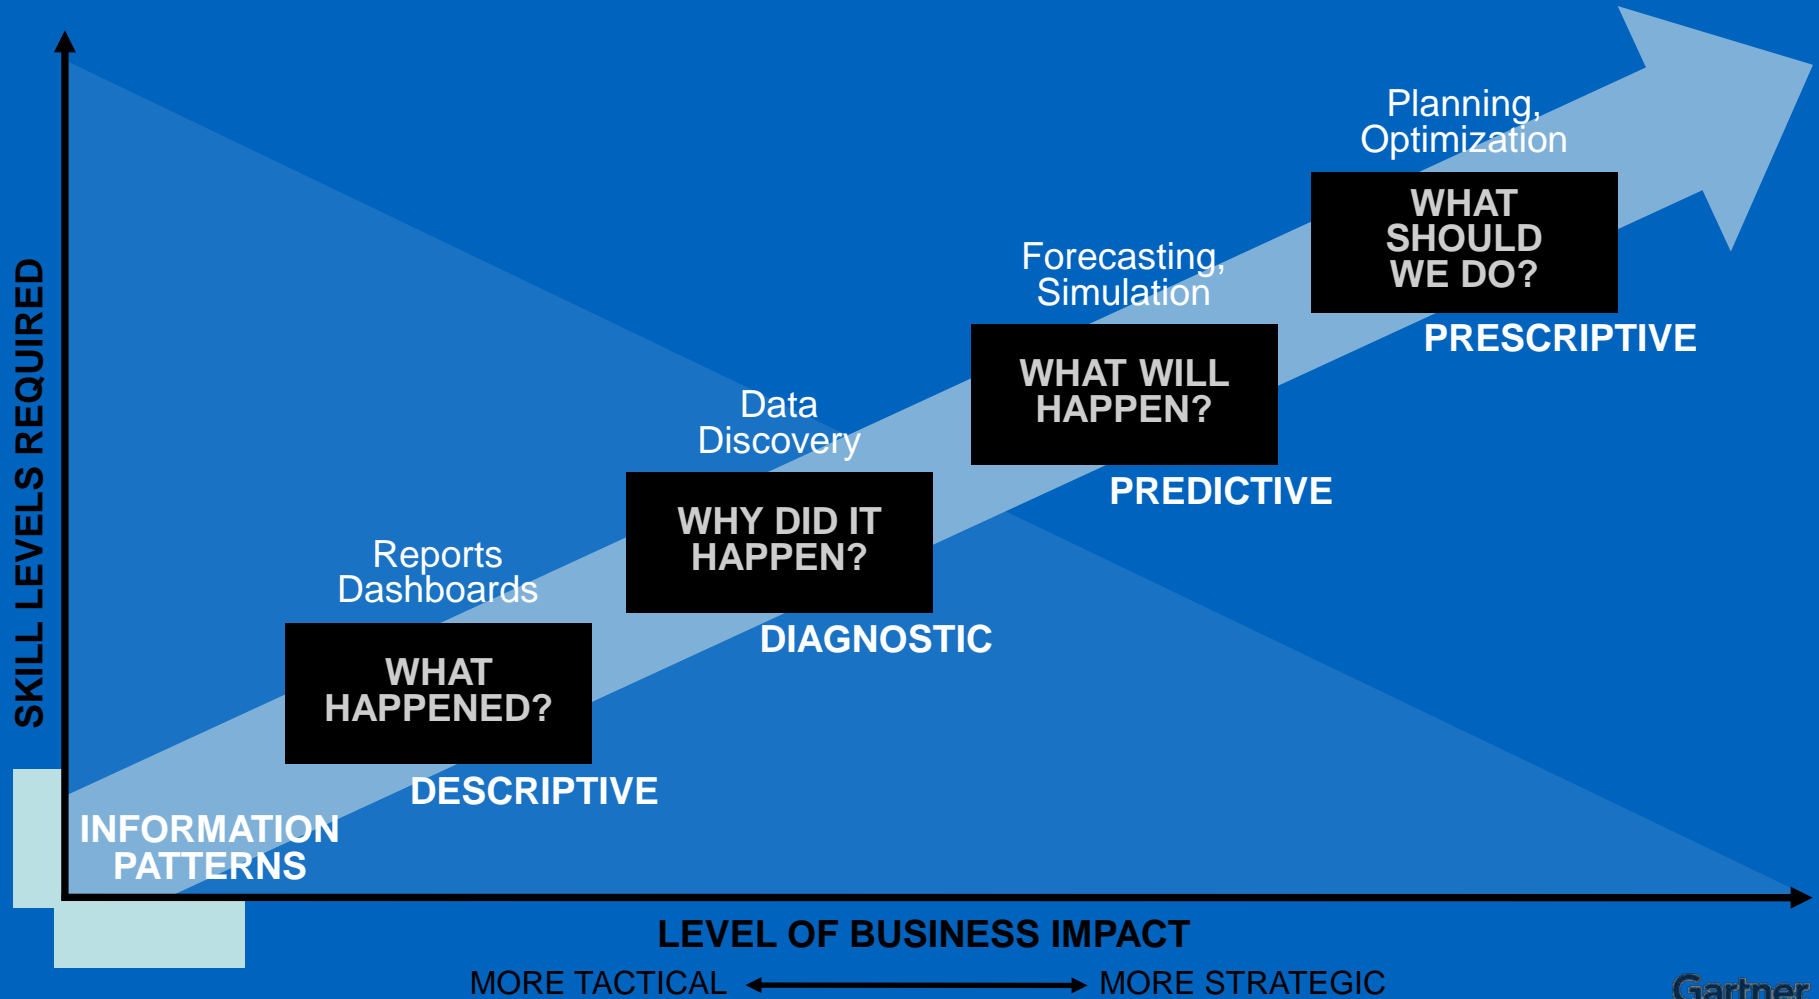 Planning,
Optimization
WHAT
SHOULD
WE DO?
PRESCRIPTIVE
Forecasting,
Simulation
WHAT WILL
HAPPEN?
PREDICTIVE
Data
Discovery
WHY DID IT
HAPPEN?
DIAGNOSTIC
Reports
Dashboards
WHAT
HAPPENED?
DESCRIPTIVE
INFORMATION
PATTERNS
SKILL LEVELS REQUIRED
LEVEL OF BUSINESS IMPACT
MORE TACTICAL
MORE STRATEGIC
Gartner